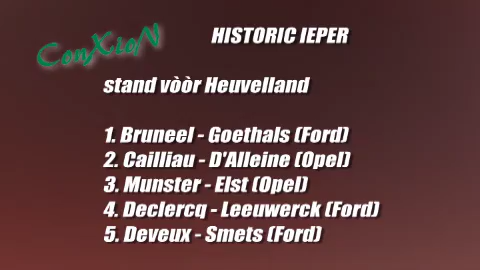 ConXioN
HISTORIC IEPER
stand vòòr Heuvelland
1. Bruneel - Goethals (Ford)
2. Cailliau - D'Alleine (Opel)
3. Munster - Elst (Opel)
4. Declercq - Leeuwerck (Ford)
5. Deveux - Smets (Ford)